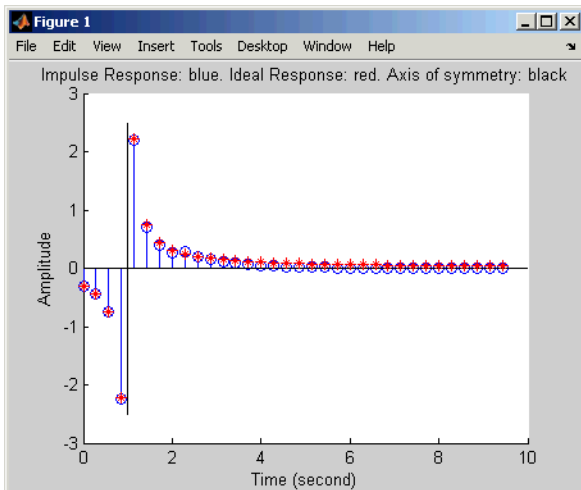 Figure 1
File Edit View Insert Tools Desktop Window Help
Impulse Response: blue. Ideal Response: red. Axis of symmetry: black
3
2
1
0
-1
-2
-3
Amplitude
0 2 4 6 8 10
Time (second)